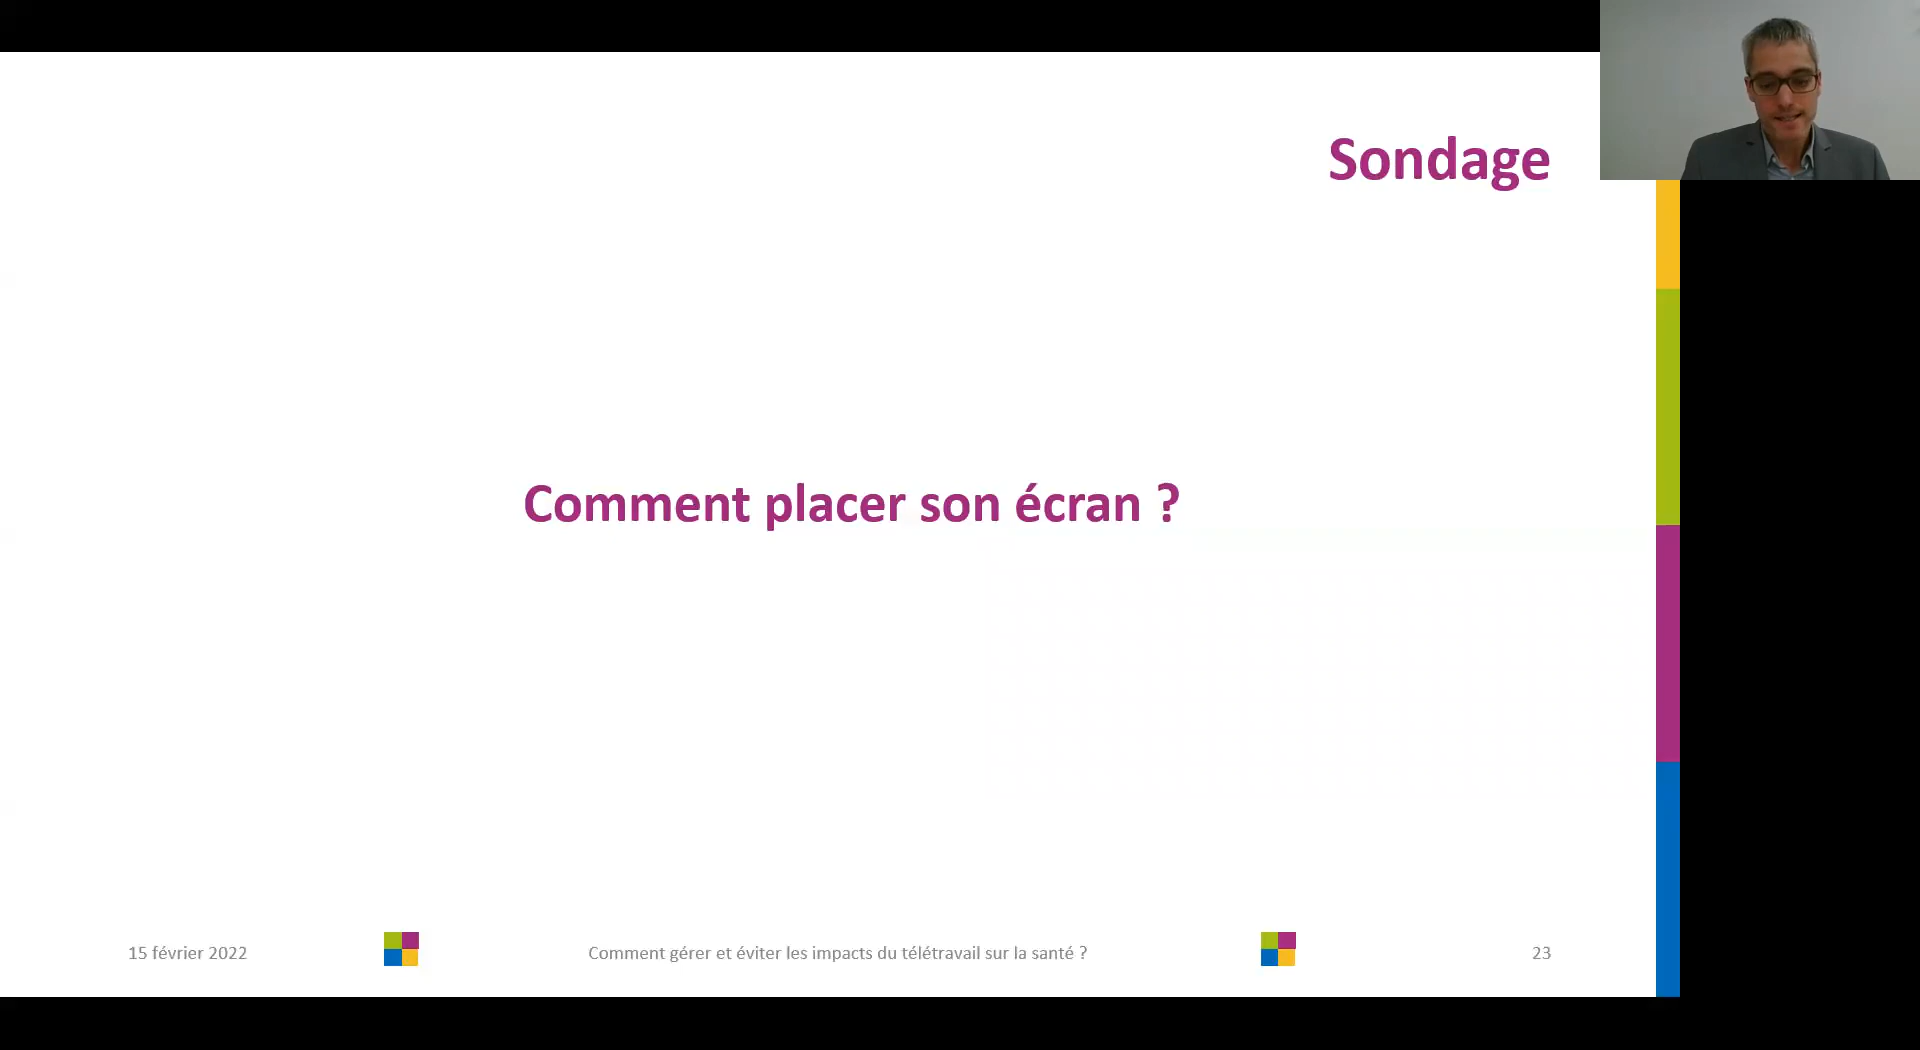 Sondage
Comment placer son écran ?
15 février 2022
Comment gérer et éviter les impacts du télétravail sur la santé ?
23